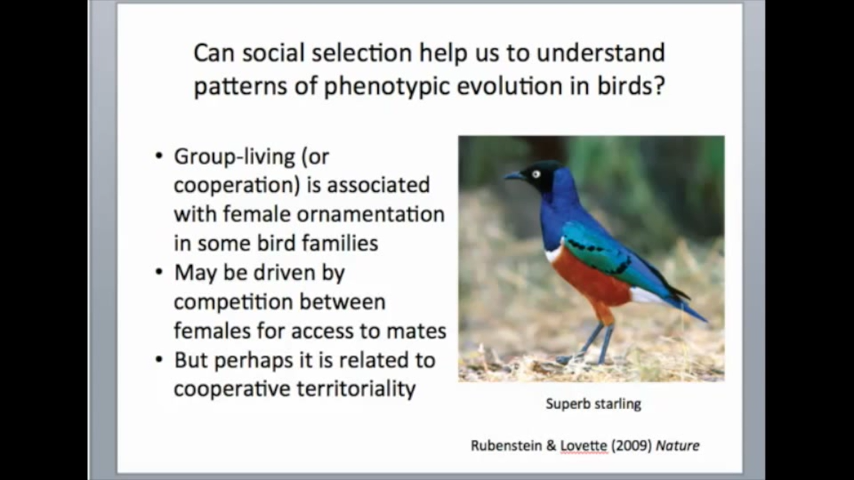 Can social selection help us to understand
patterns of phenotypic evolution in birds?
• Group-living (or
cooperation) is associated
with female ornamentation
in some bird families
• May be driven by
competition between
females for access to mates
• But perhaps it is related to
cooperative territoriality
Superb starling
Rubenstein & Lovette (2009) Nature